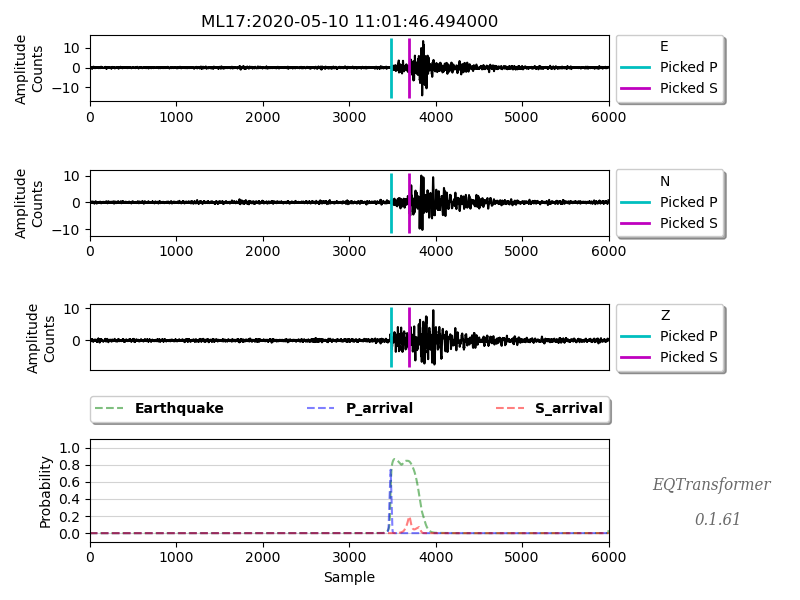 ML17:2020-05-10 11:01:46.494000
Amplitude
Counts
10
0
−10
0 1000 2000 3000 4000 5000 6000
E
Picked P
Picked S
Amplitude
Counts
10
0
−10
0 1000 2000 3000 4000 5000 6000
N
Picked P
Picked S
Amplitude
Counts
10
0
Z
Picked P
Picked S
Earthquake P_arrival S_arrival
Probability
1.0
0.8
0.6
0.4
0.2
0.0
0 1000 2000 3000 4000 5000 6000
Sample
EQTransformer
0.1.61